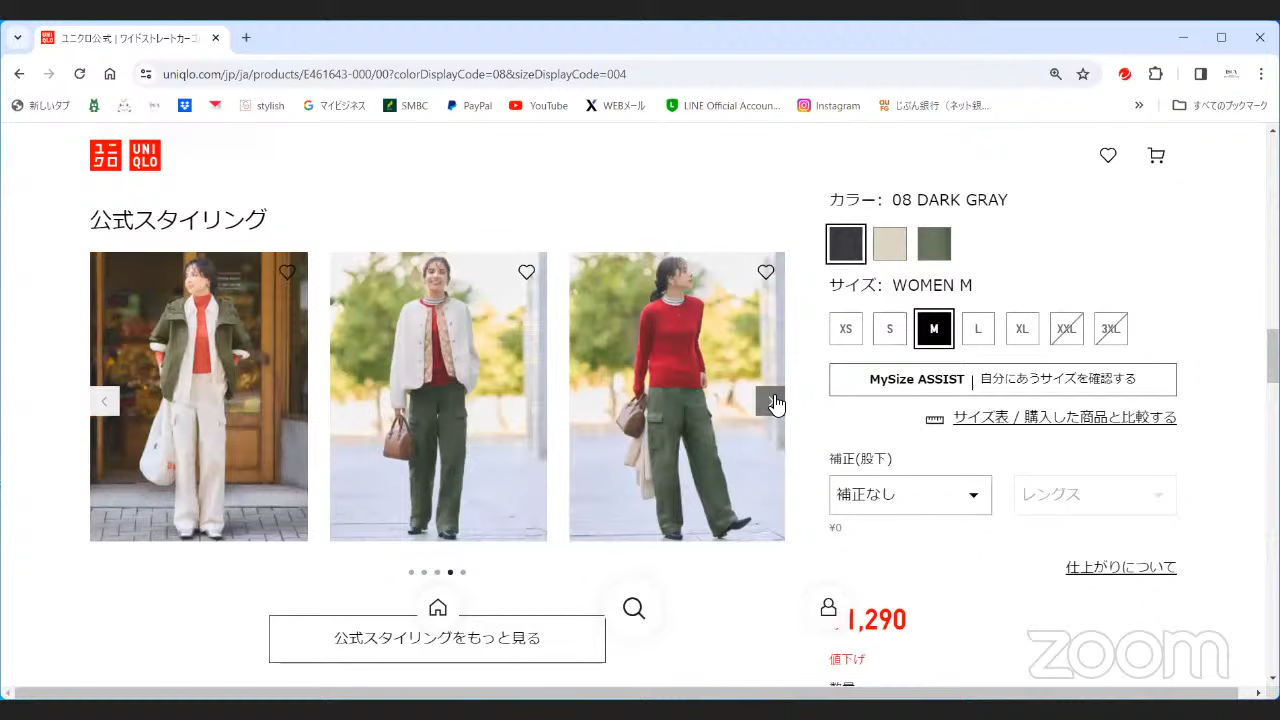 ユニクロ公式 | ワイドストレートカーゴ
uniqlo.com/jp/ja/products/E461643-000/00?colorDisplayCode=08&sizeDisplayCode=004
新しいタブ
stylish
マイビジネス
SMBC
PayPal
YouTube
WEBメール
LINE Official Accoun...
Instagram
じぶん銀行（ネット銀...
»
すべてのブックマーク
ユニクロ
UNIQLO
公式スタイリング
カラー: 08 DARK GRAY
サイズ: WOMEN M
XS
S
M
L
XL
XXL
3XL
MySize ASSIST | 自分にあうサイズを確認する
サイズ表 / 購入した商品と比較する
補正(股下)
補正なし
レングス
¥0
仕上がりについて
公式スタイリングをもっと見る
1,290
値下げ
zoom